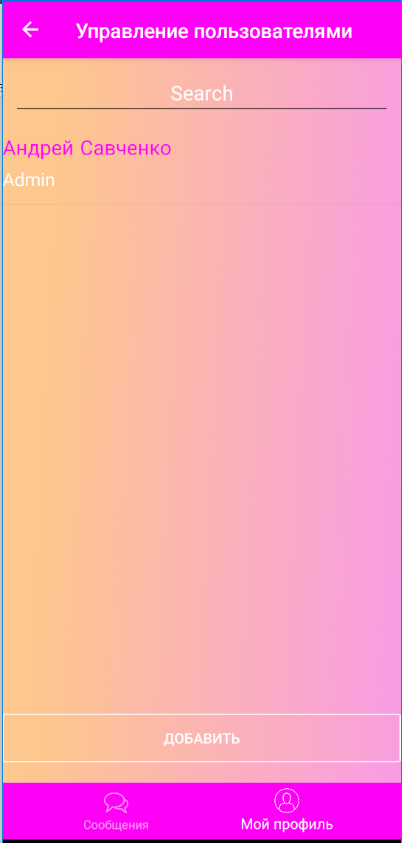 Управление пользователями
Search
Андрей Савченко
Admin
ДОБАВИТЬ
Сообщения
Мой профиль